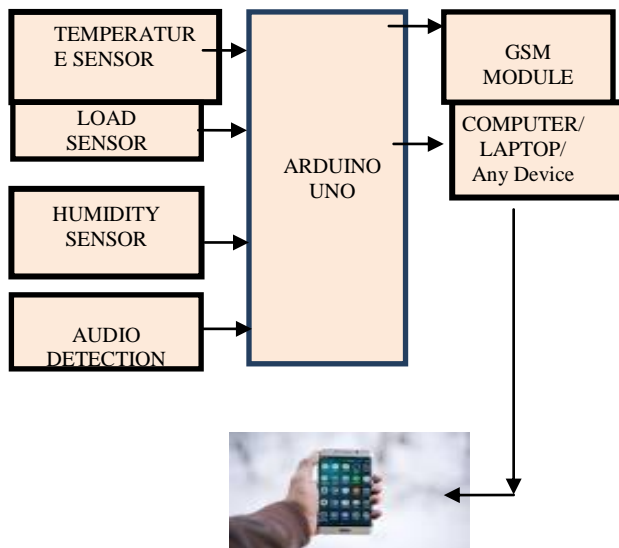 TEMPERATUR
E SENSOR
LOAD
SENSOR
HUMIDITY
SENSOR
AUDIO
DETECTION
ARDUINO
UNO
GSM
MODULE
COMPUTER/
LAPTOP/
Any Device